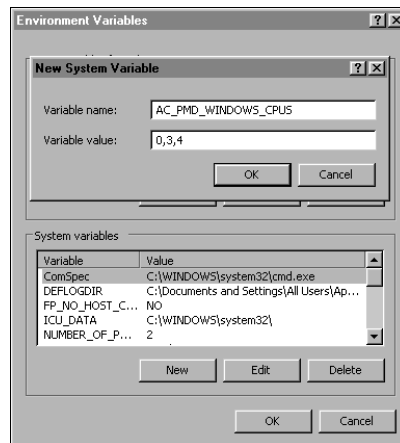 Environment Variables
New System Variable
Variable name: AC_PMD_WINDOWS_CPUS
Variable value: 0,3,4
OK Cancel
System variables
Variable Value
ComSpec C:\WINDOWS\system32\cmd.exe
DEFLOGDIR C:\Documents and Settings\All Users\Ap...
FP_NO_HOST_C... NO
ICU_DATA C:\WINDOWS\system32\
NUMBER_OF_P... 2
New Edit Delete
OK Cancel